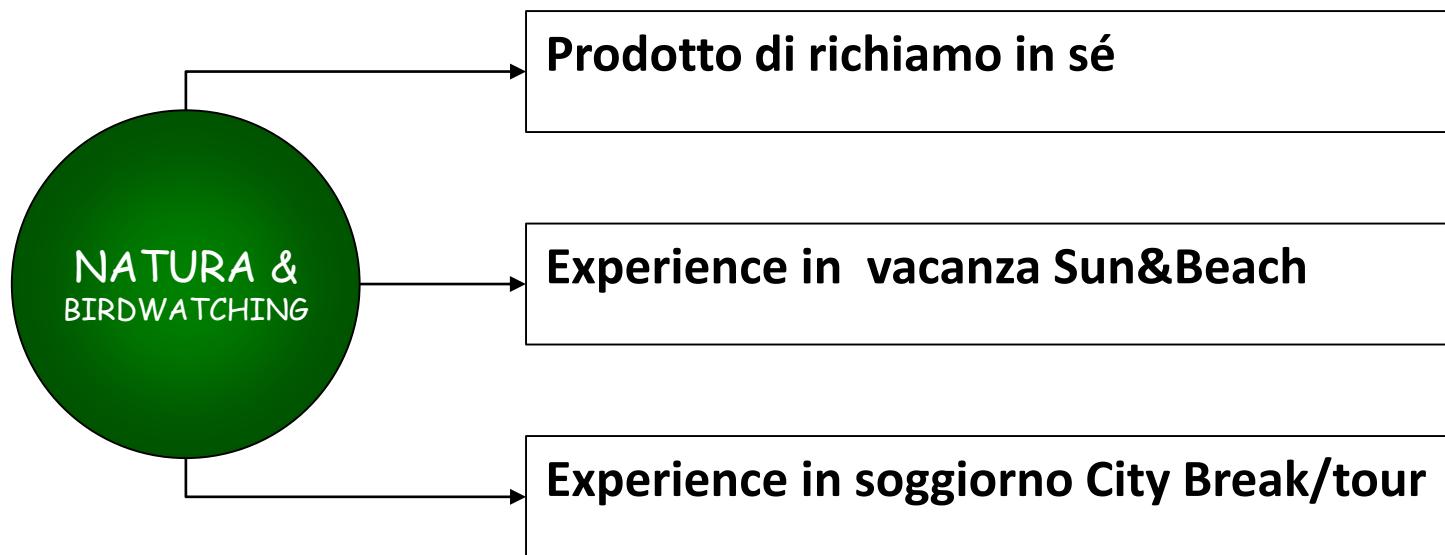 Prodotto di richiamo in sé
NATURA &
BIRDWATCHING
Experience in vacanza Sun&Beach
Experience in soggiorno City Break/tour